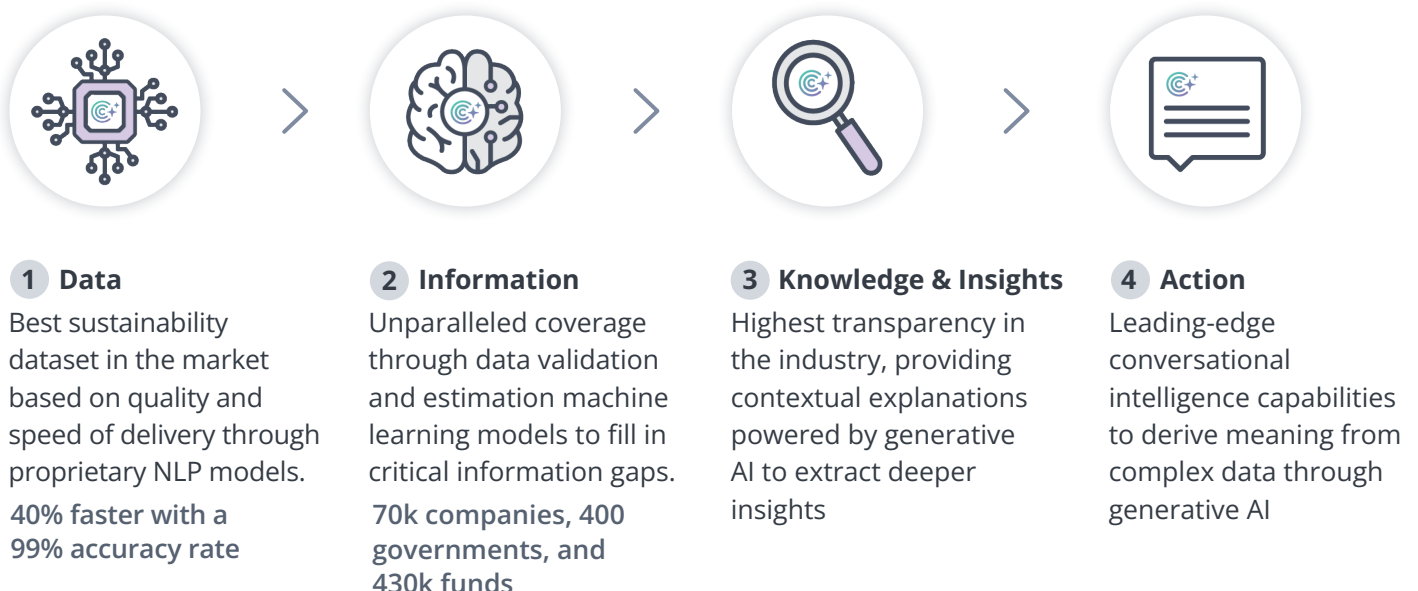 1 Data
Best sustainability
dataset in the market
based on quality and
speed of delivery through
proprietary NLP models.
40% faster with a
99% accuracy rate
2 Information
Unparalleled coverage
through data validation
and estimation machine
learning models to fill in
critical information gaps.
70k companies, 400
governments, and
430k funds
3 Knowledge & Insights
Highest transparency in
the industry, providing
contextual explanations
powered by generative
AI to extract deeper
insights
4 Action
Leading-edge
conversational
intelligence capabilities
to derive meaning from
complex data through
generative AI